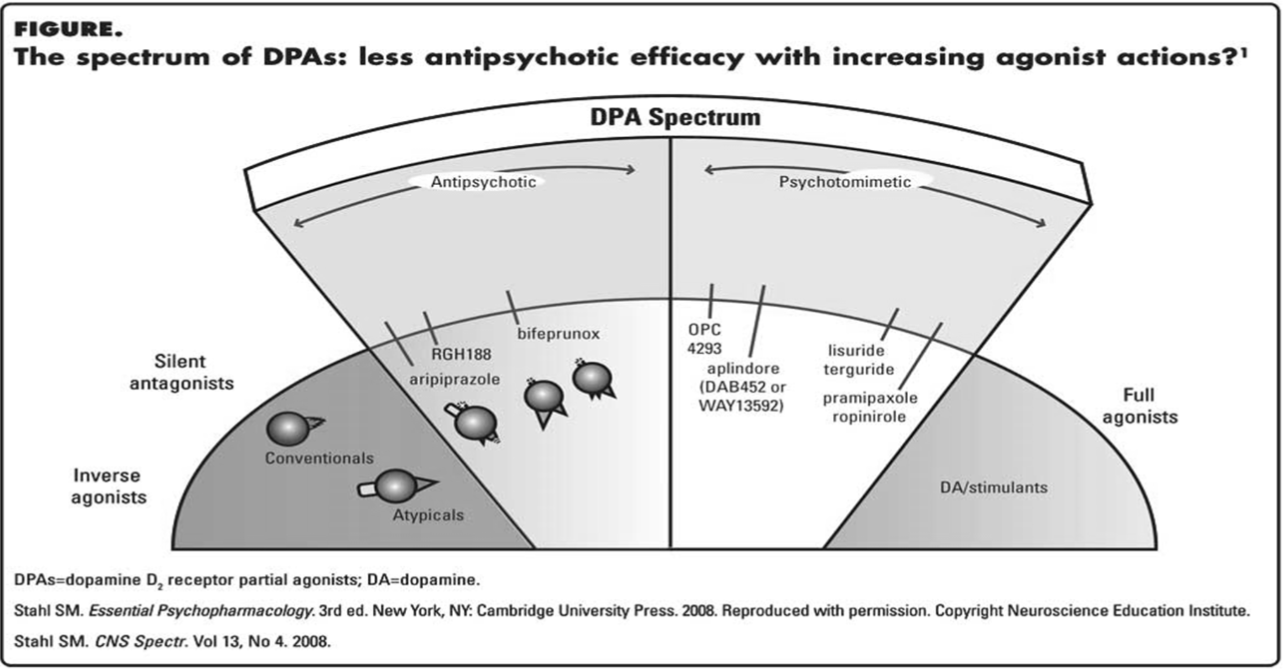 FIGURE.
The spectrum of DPAs: less antipsychotic efficacy with increasing agonist actions?¹
DPA Spectrum
Antipsychotic
Psychotomimetic
bifeprunox
RGH188
aripiprazole
OPC
4293
aplindore
(DAB452 or
WAY13592)
lisuride
terguride
pramipaxole
ropinirole
Silent
antagonists
Full
agonists
Conventionals
Inverse
agonists
Atypicals
DA/stimulants
DPAs=dopamine D₂ receptor partial agonists; DA=dopamine.
Stahl SM. Essential Psychopharmacology. 3rd ed. New York, NY: Cambridge University Press. 2008. Reproduced with permission. Copyright Neuroscience Education Institute.
Stahl SM. CNS Spectr. Vol 13, No 4. 2008.